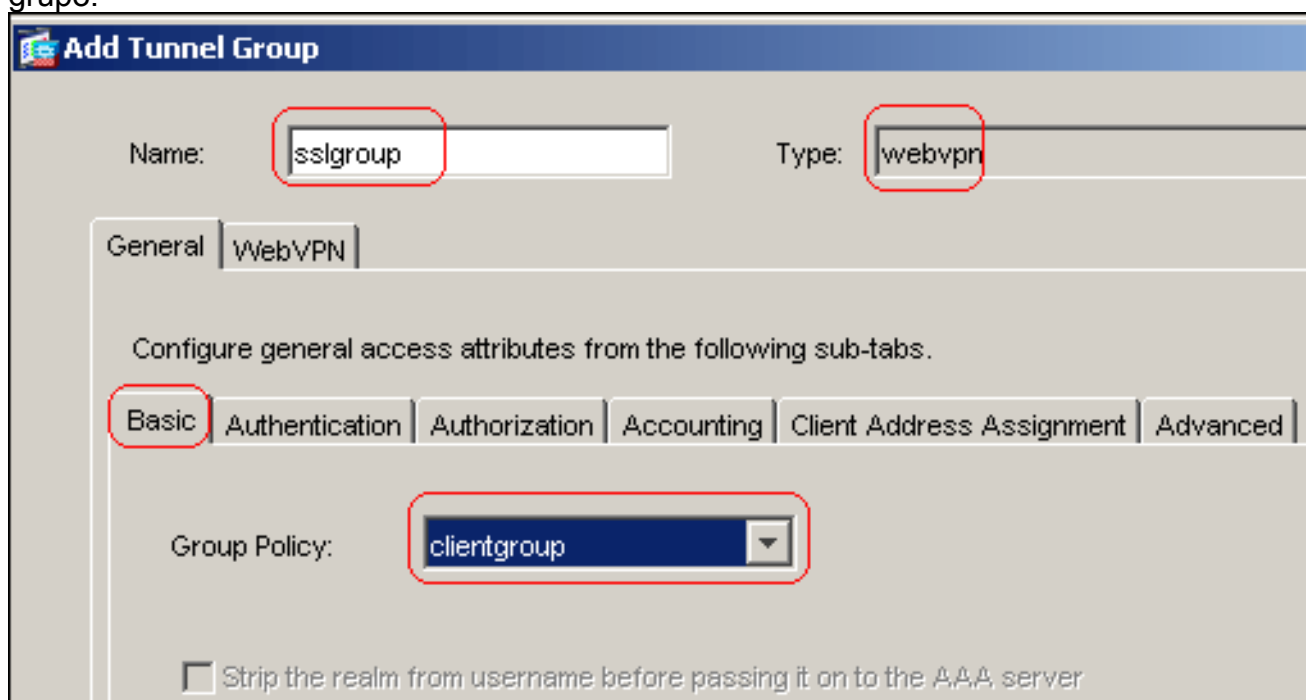 grupo.
Add Tunnel Group
Name: sslgroup Type: webvpn
General WebVPN
Configure general access attributes from the following sub-tabs.
Basic Authentication Authorization Accounting Client Address Assignment Advanced
Group Policy: clientgroup
Strip the realm from username before passing it on to the AAA server